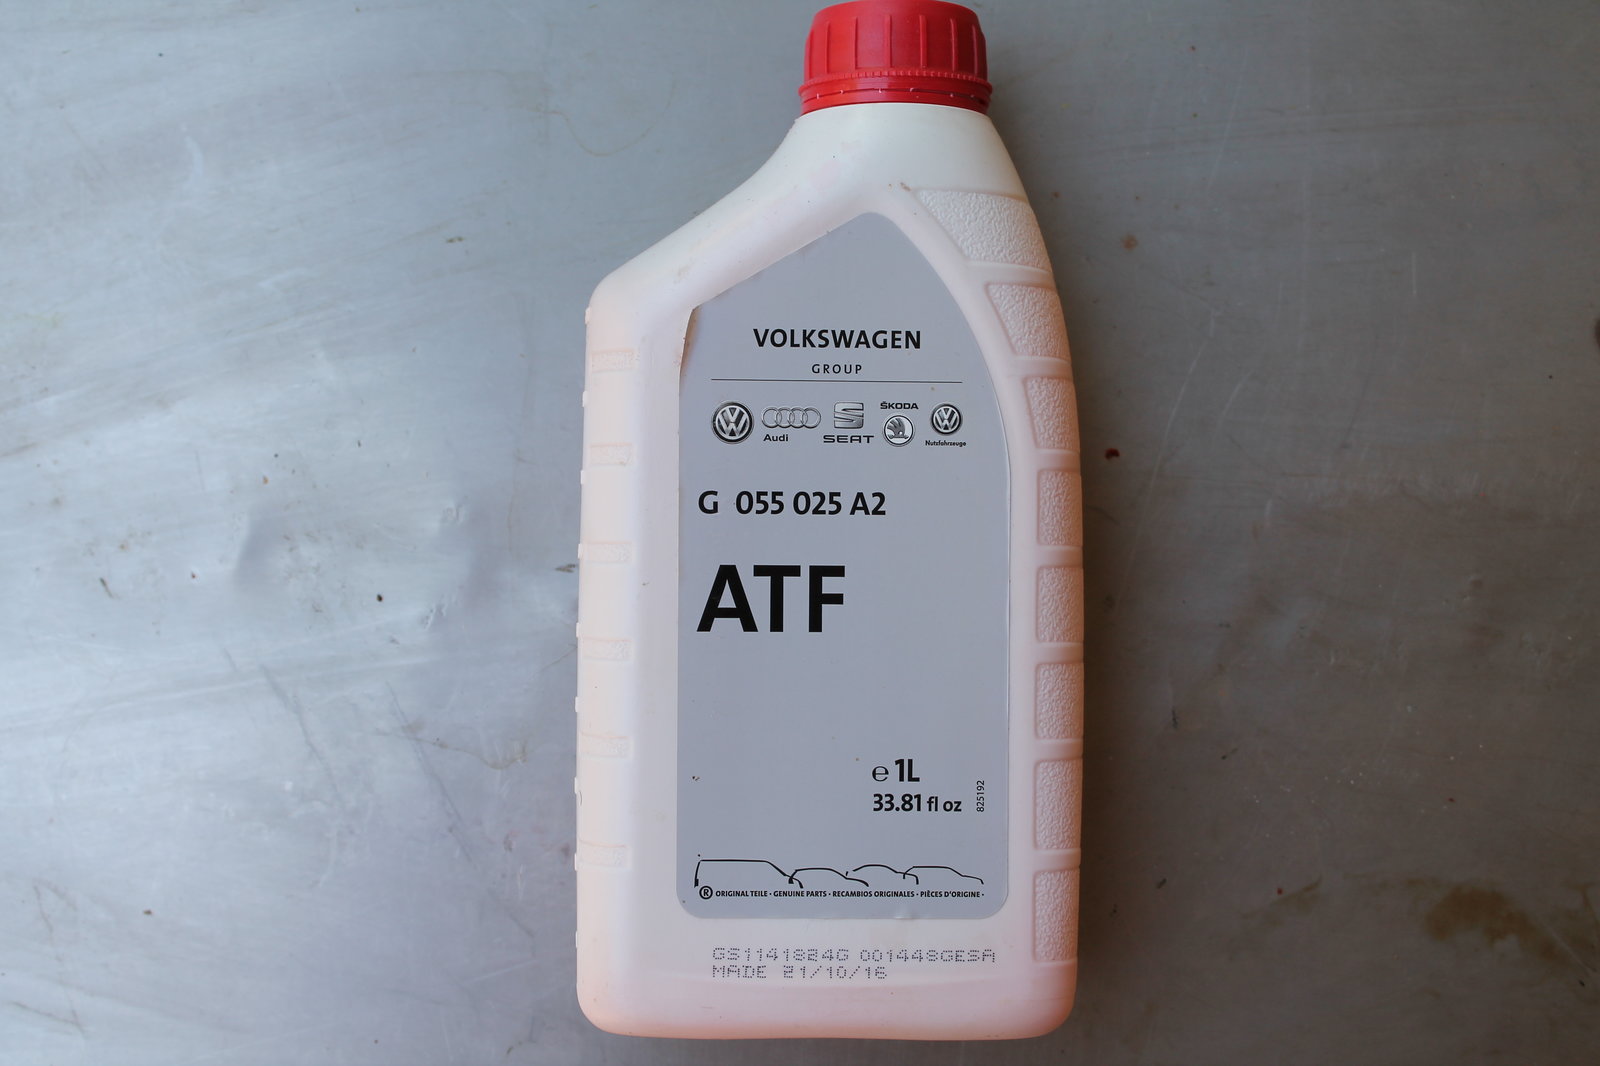 VOLKSWAGEN
GROUP
Audi
SEAT
ŠKODA
Nutzfahrzeuge
G 055 025 A2
ATF
℮ 1L
33.81 fl oz
825192
® ORIGINAL TEILE · GENUINE PARTS · RECAMBIOS ORIGINALES · PIÈCES D'ORIGINE ·
GS1141824G 001448GESA
MADE 21/10/16